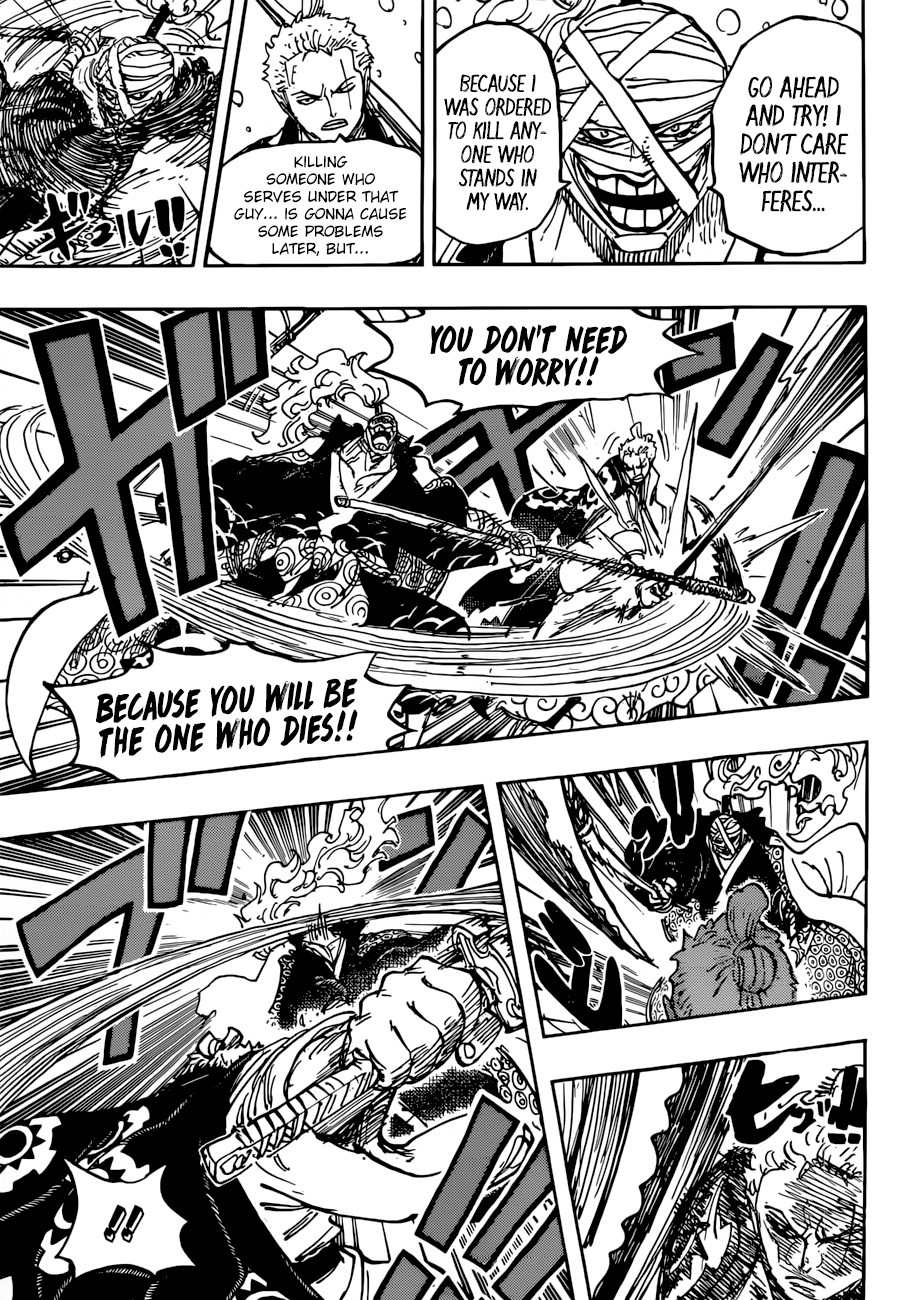 GO AHEAD
AND TRY! I
DON'T CARE
WHO INTER-
FERES...
BECAUSE I
WAS ORDERED
TO KILL ANY-
ONE WHO
STANDS IN
MY WAY.
KILLING
SOMEONE WHO
SERVES UNDER THAT
GUY... IS GONNA CAUSE
SOME PROBLEMS
LATER, BUT...
YOU DON'T NEED
TO WORRY!!
BECAUSE YOU WILL BE
THE ONE WHO DIES!!
!!